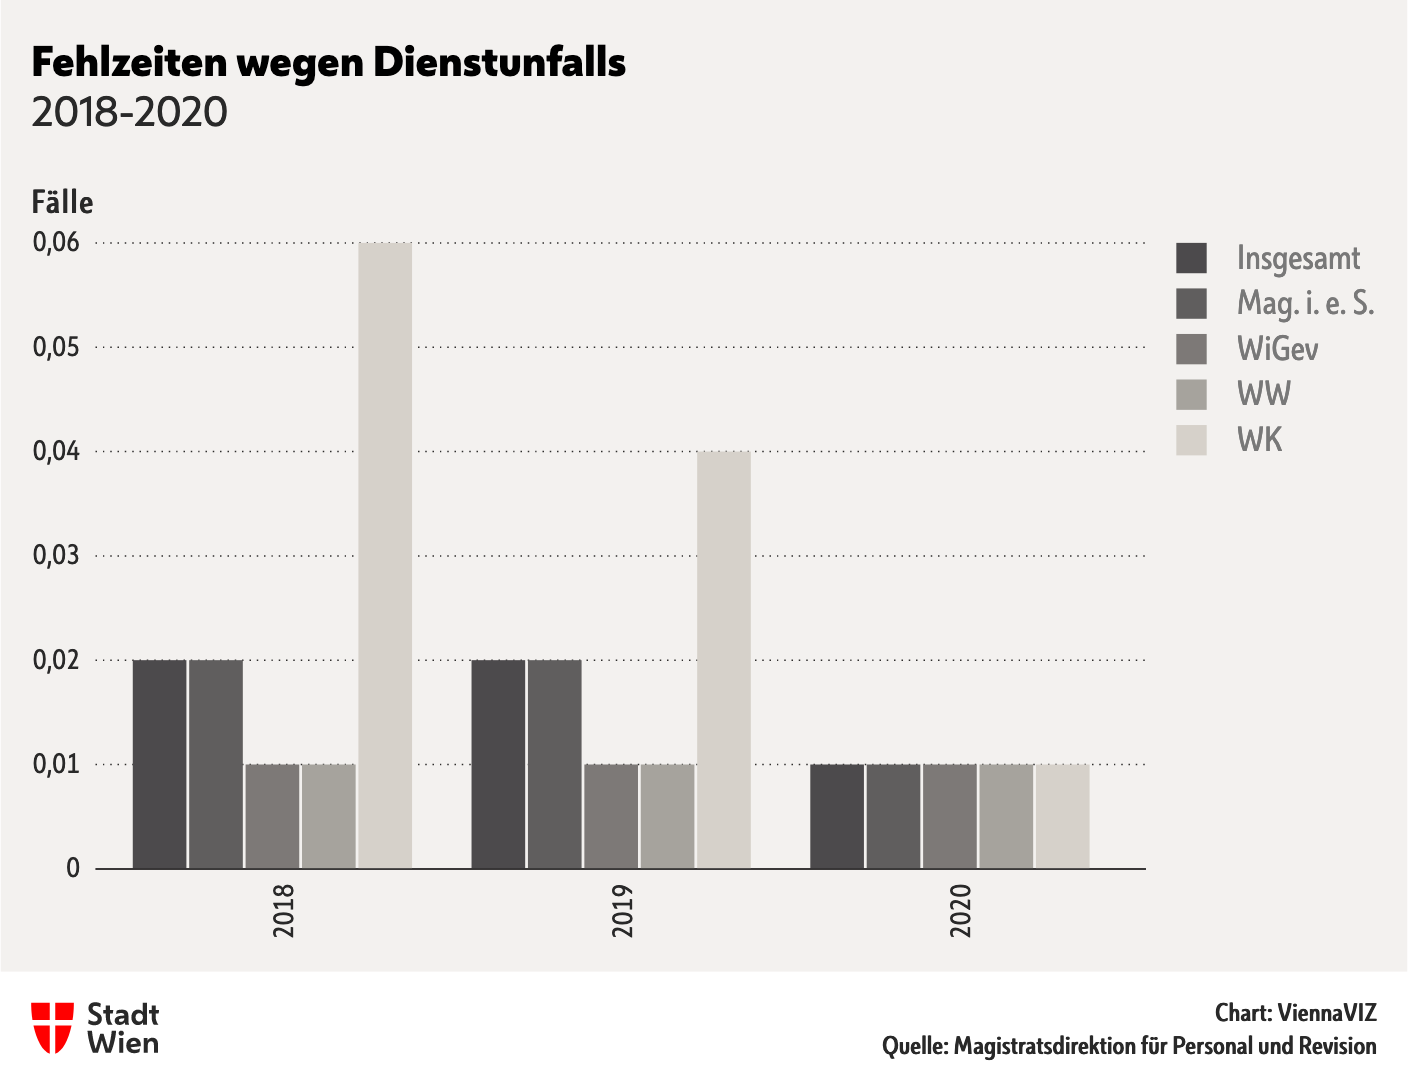 Fehlzeiten wegen Dienstunfalls
2018-2020
Fälle
0,06
0,05
0,04
0,03
0,02
0,01
0
2018
2019
2020
Insgesamt
Mag. i. e. S.
WiGev
WW
WK
Stadt
Wien
Chart: ViennaVIZ
Quelle: Magistratsdirektion für Personal und Revision